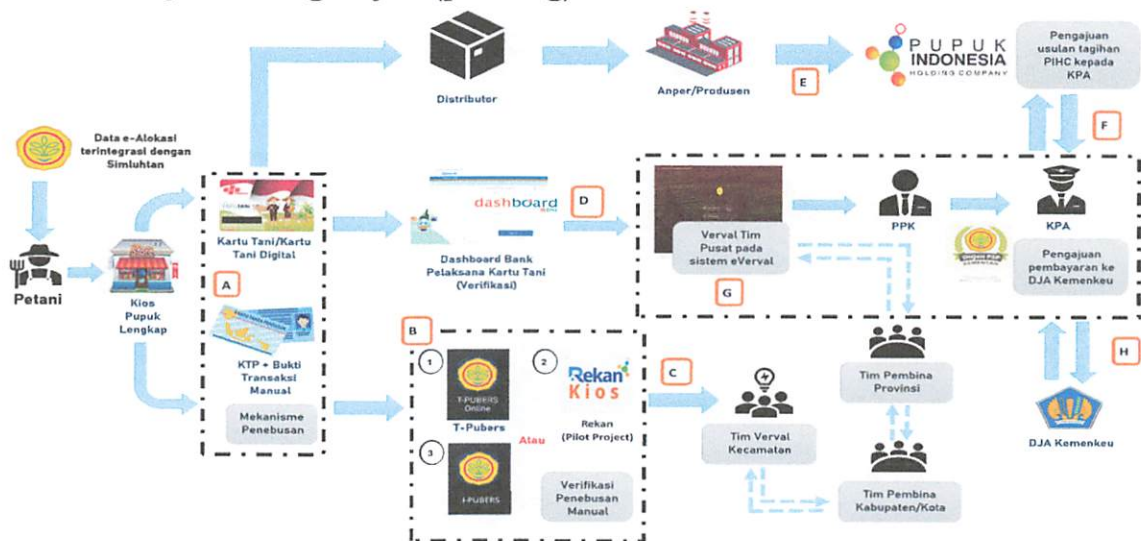 Data e-Alokasi
terintegrasi dengan
Simluhtan
Petani
Kios
Pupuk
Lengkap
A
Kartu Tani/Kartu
Tani Digital
KTP + Bukti
Transaksi
Manual
Mekanisme
Penebusan
Distributor
Anper/Produsen
E
PUPUK
INDONESIA
HOLDING COMPANY
Pengajuan
usulan tagihan
PIHC kepada
KPA
F
dashboard
Dashboard Bank
Pelaksana Kartu Tani
(Verifikasi)
D
Verval Tim
Pusat pada
sistem eVerval
G
PPK
KPA
Pengajuan
pembayaran ke
DJA Kemenkeu
H
DJA Kemenkeu
B
1
T-PUBERS
Online
T-Pubers
Atau
2
Rekan
Kios
Rekan
(Pilot Project)
3
I-PUBERS
Verifikasi
Penebusan
Manual
C
Tim Verval
Kecamatan
Tim Pembina
Provinsi
Tim Pembina
Kabupaten/Kota